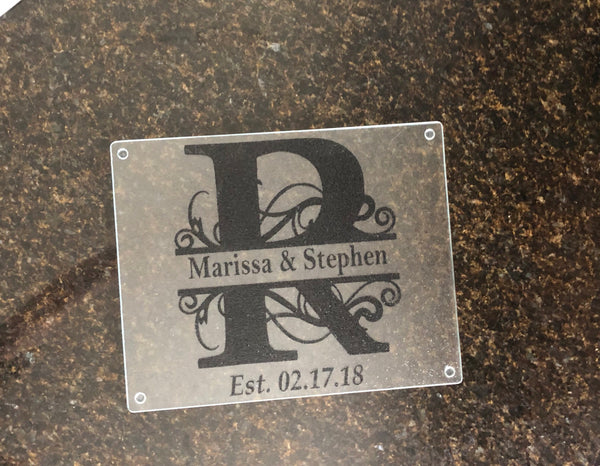 R
Marissa & Stephen
Est. 02.17.18